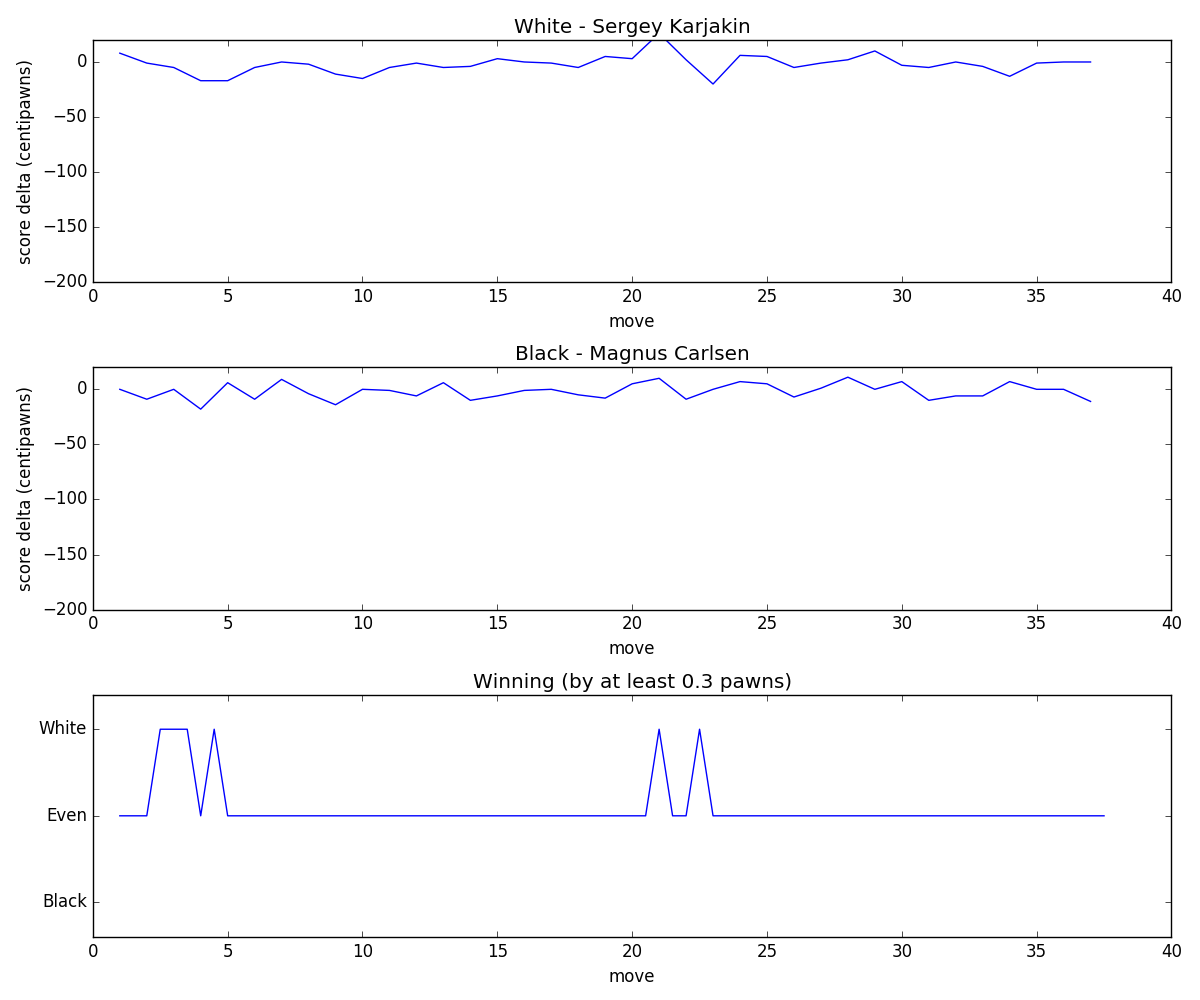 White - Sergey Karjakin
score delta (centipawns)
0
−50
−100
−150
−200
0 5 10 15 20 25 30 35 40
move
Black - Magnus Carlsen
score delta (centipawns)
0
−50
−100
−150
−200
0 5 10 15 20 25 30 35 40
move
Winning (by at least 0.3 pawns)
White
Even
Black
0 5 10 15 20 25 30 35 40
move